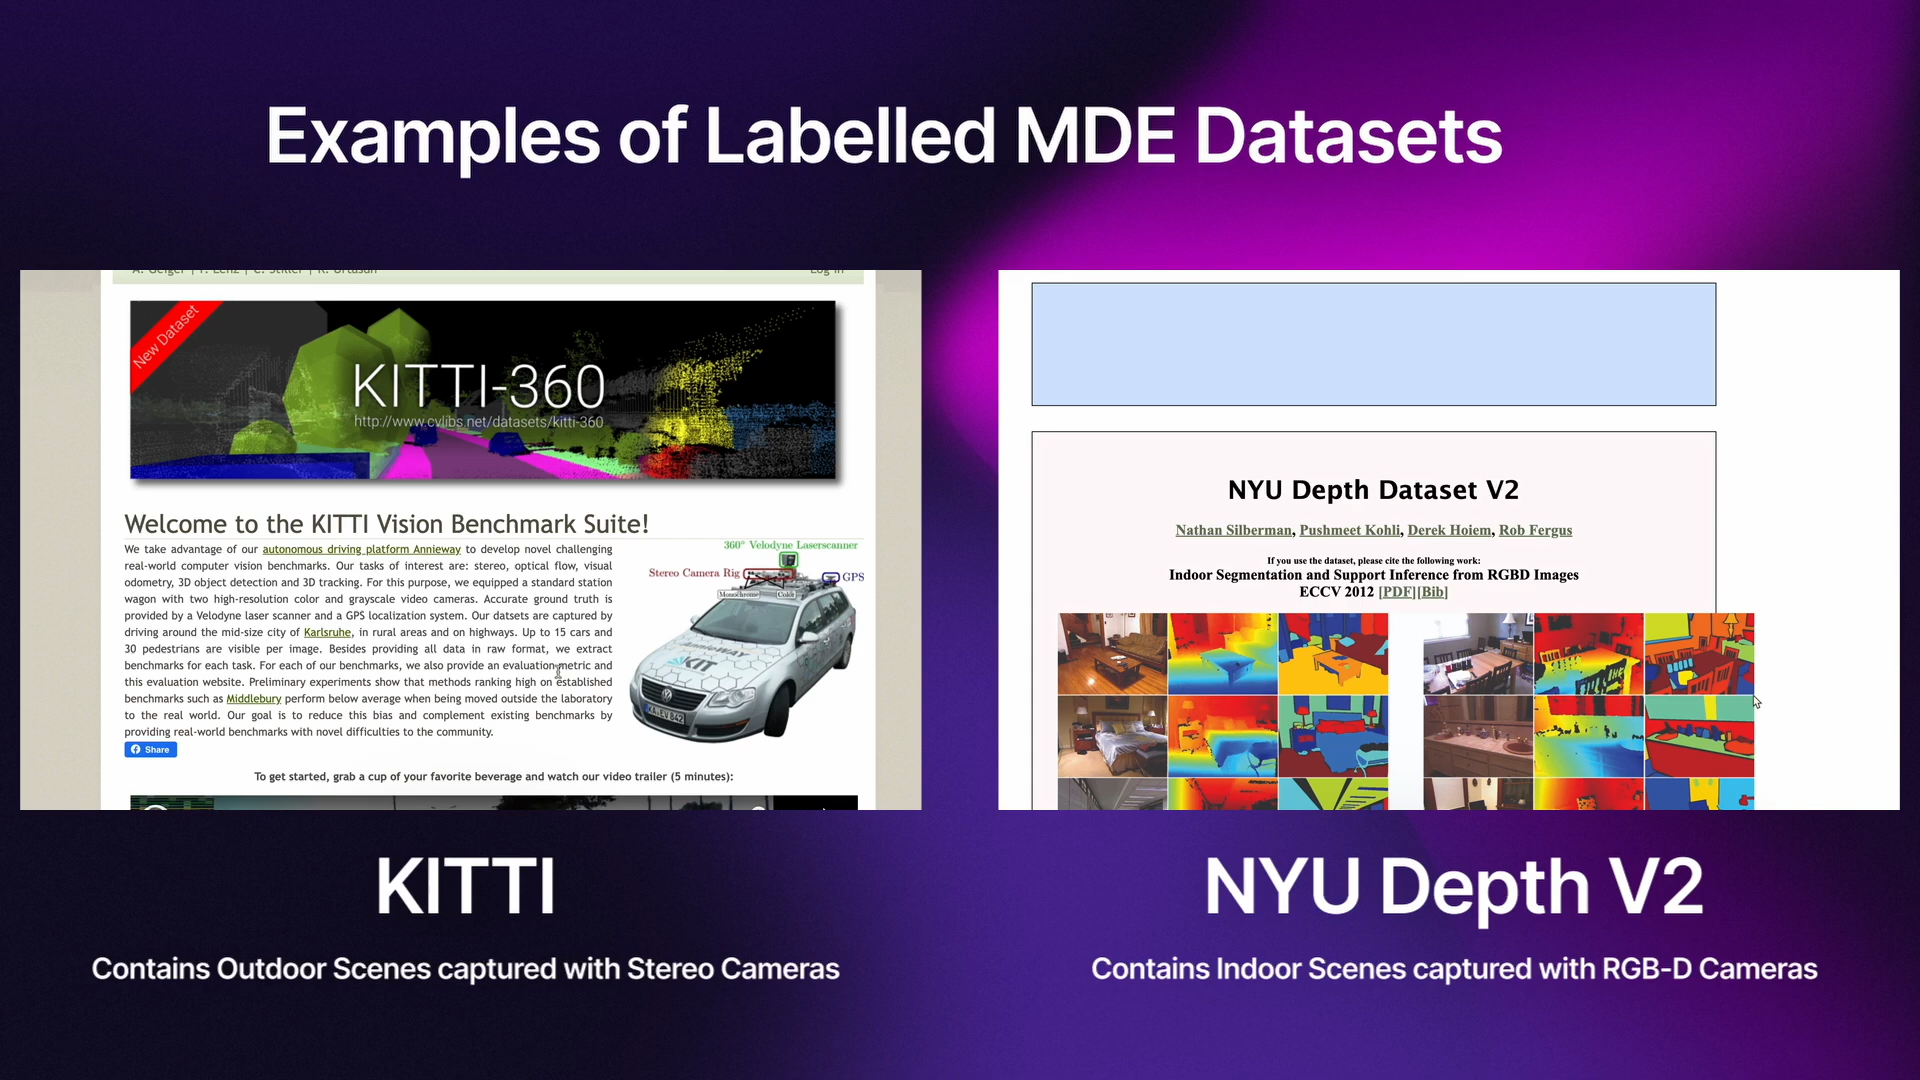 Examples of Labelled MDE Datasets
A. Geiger | P. Lenz | C. Stiller | R. Urtasun
Log in
New Dataset
KITTI-360
http://www.cvlibs.net/datasets/kitti-360
Welcome to the KITTI Vision Benchmark Suite!
We take advantage of our autonomous driving platform Annieway to develop novel challenging
real-world computer vision benchmarks. Our tasks of interest are: stereo, optical flow, visual
odometry, 3D object detection and 3D tracking. For this purpose, we equipped a standard station
wagon with two high-resolution color and grayscale video cameras. Accurate ground truth is
provided by a Velodyne laser scanner and a GPS localization system. Our datsets are captured by
driving around the mid-size city of Karlsruhe, in rural areas and on highways. Up to 15 cars and
30 pedestrians are visible per image. Besides providing all data in raw format, we extract
benchmarks for each task. For each of our benchmarks, we also provide an evaluation metric and
this evaluation website. Preliminary experiments show that methods ranking high on established
benchmarks such as Middlebury perform below average when being moved outside the laboratory
to the real world. Our goal is to reduce this bias and complement existing benchmarks by
providing real-world benchmarks with novel difficulties to the community.
Share
360° Velodyne Laserscanner
Stereo Camera Rig
GPS
Monochrome
Color
AnnieWAY
KIT
KA EV 842
To get started, grab a cup of your favorite beverage and watch our video trailer (5 minutes):
NYU Depth Dataset V2
Nathan Silberman, Pushmeet Kohli, Derek Hoiem, Rob Fergus
If you use the dataset, please cite the following work:
Indoor Segmentation and Support Inference from RGBD Images
ECCV 2012 [PDF][Bib]
KITTI
Contains Outdoor Scenes captured with Stereo Cameras
NYU Depth V2
Contains Indoor Scenes captured with RGB-D Cameras